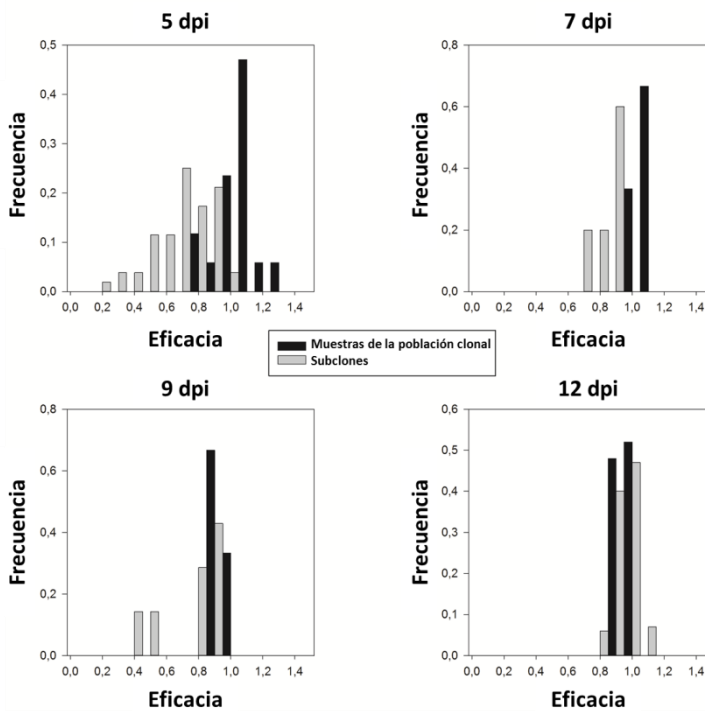 5 dpi
Frecuencia
0,5
0,4
0,3
0,2
0,1
0,0
0,0 0,2 0,4 0,6 0,8 1,0 1,2 1,4
Eficacia
7 dpi
Frecuencia
0,8
0,6
0,4
0,2
0,0
0,0 0,2 0,4 0,6 0,8 1,0 1,2 1,4
Eficacia
Muestras de la población clonal
Subclones
9 dpi
Frecuencia
0,8
0,6
0,4
0,2
0,0
0,0 0,2 0,4 0,6 0,8 1,0 1,2 1,4
Eficacia
12 dpi
Frecuencia
0,6
0,5
0,4
0,3
0,2
0,1
0,0
0,0 0,2 0,4 0,6 0,8 1,0 1,2 1,4
Eficacia